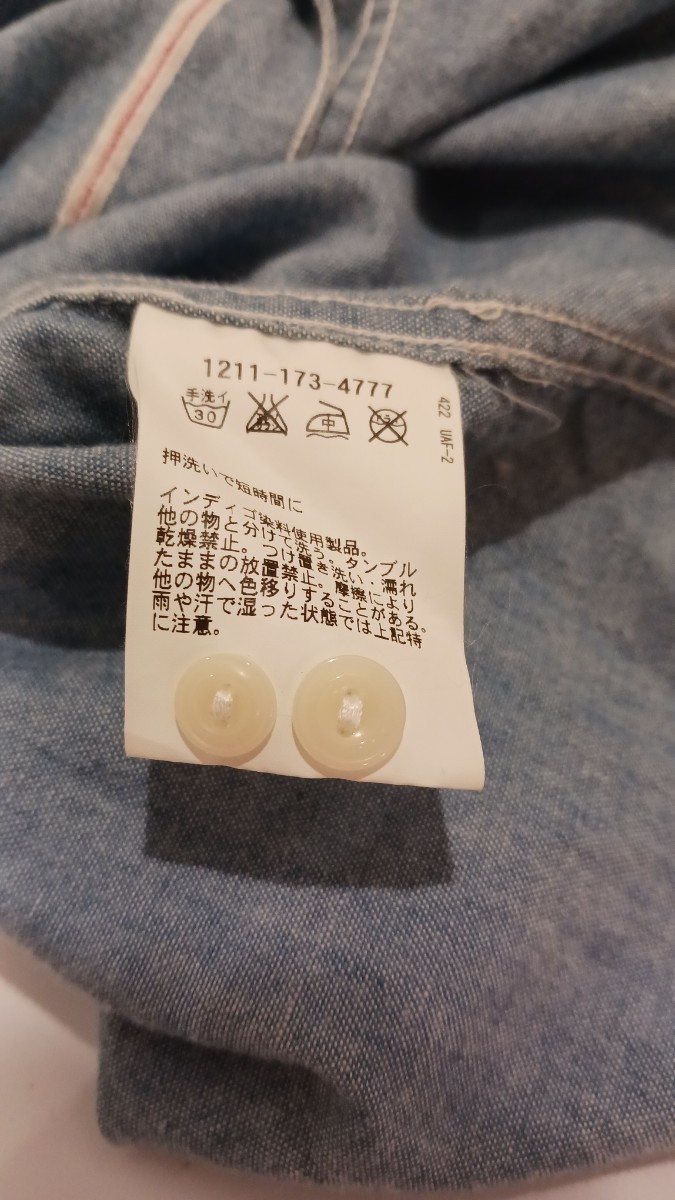 1211-173-4777
手洗イ
30
中
422 UAF-2
押洗いで短時間に
インディゴ染料使用製品。
他の物と分けて洗う。タンブル
乾燥禁止。つけ置き洗い・濡れ
たままの放置禁止。摩擦により
他の物へ色移りすることがある。
雨や汗で湿った状態では上記特
に注意。